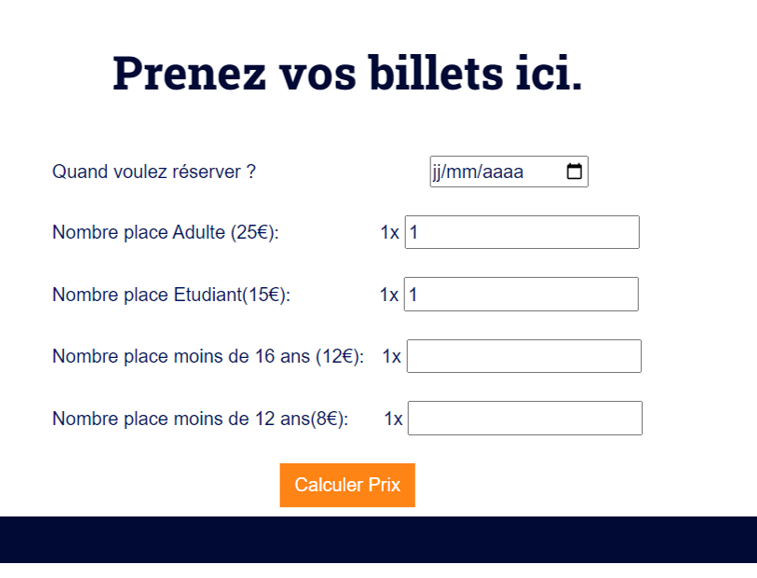 Prenez vos billets ici.
Quand voulez réserver ? jj/mm/aaaa
Nombre place Adulte (25€): 1x 1
Nombre place Etudiant(15€): 1x 1
Nombre place moins de 16 ans (12€): 1x
Nombre place moins de 12 ans(8€): 1x
Calculer Prix